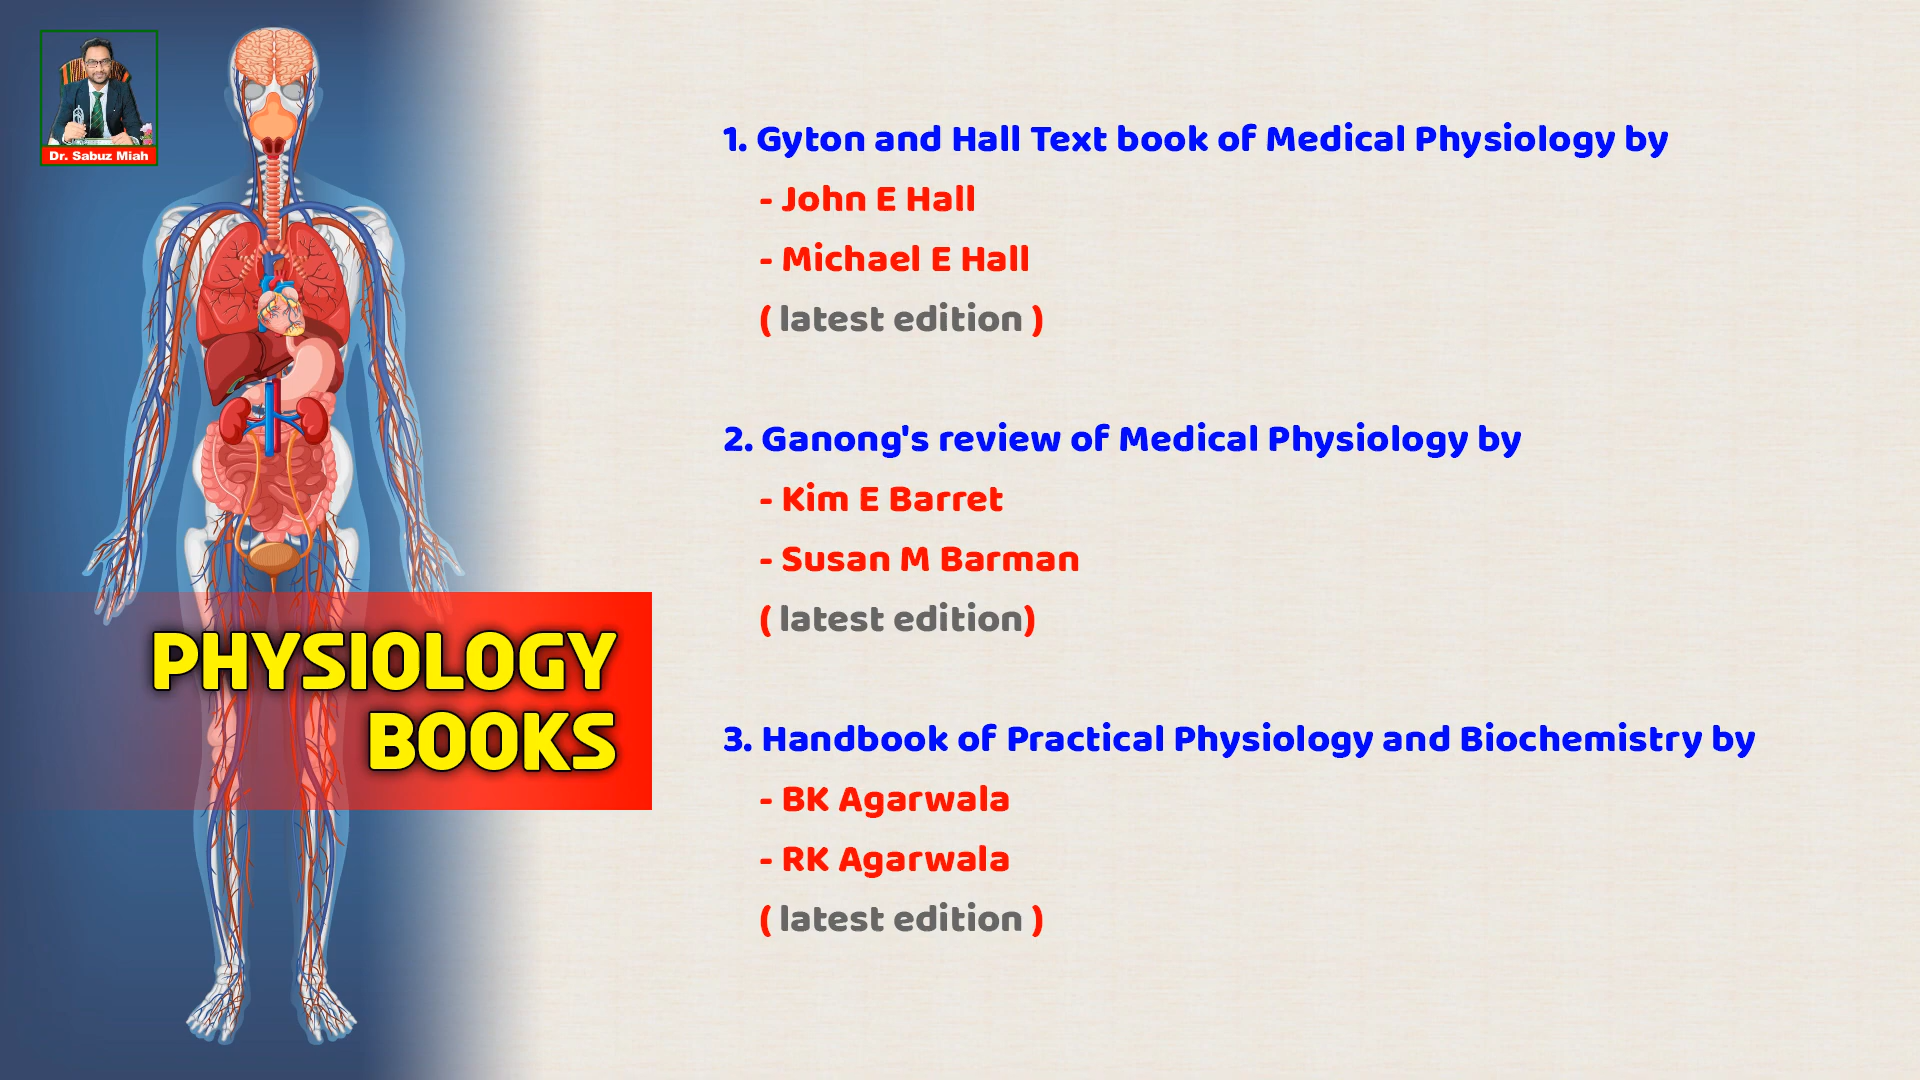 Dr. Sabuz Miah
PHYSIOLOGY
BOOKS
1. Gyton and Hall Text book of Medical Physiology by
- John E Hall
- Michael E Hall
( latest edition )
2. Ganong's review of Medical Physiology by
- Kim E Barret
- Susan M Barman
( latest edition)
3. Handbook of Practical Physiology and Biochemistry by
- BK Agarwala
- RK Agarwala
( latest edition )